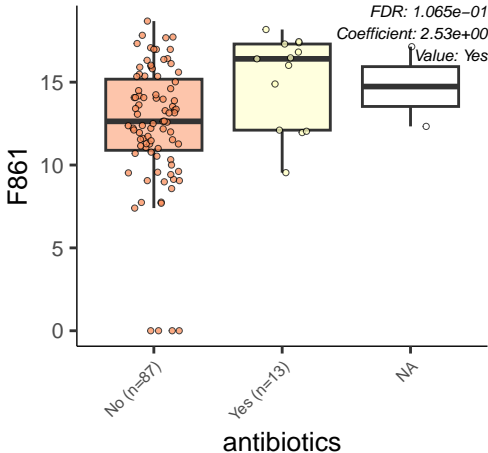 FDR: 1.065e−01
Coefficient: 2.53e+00
Value: Yes
15
10
5
0
F861
No (n=87)
Yes (n=13)
NA
antibiotics